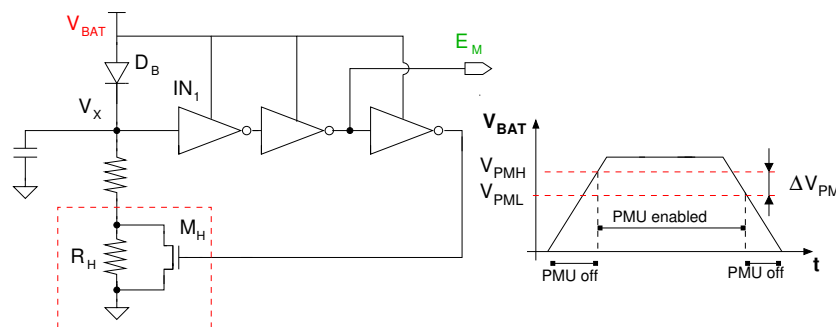 V_BAT
E_M
D_B
IN_1
V_X
M_H
R_H
V_BAT
V_PMH
V_PML
ΔV_PM
PMU enabled
PMU off
PMU off
t